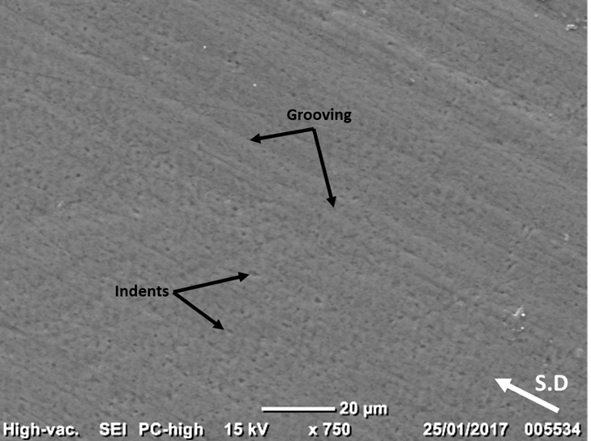 Grooving
Indents
S.D
20 µm
High-vac. SEI PC-high 15 kV x 750 25/01/2017 005534